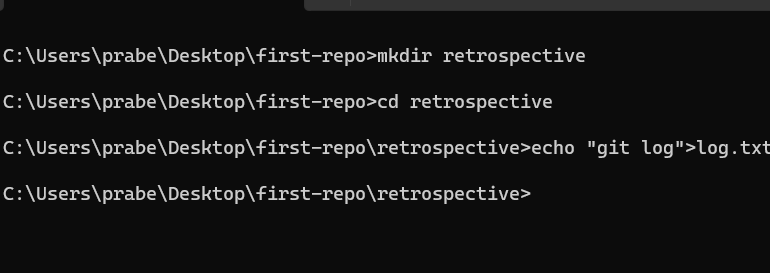 C:\Users\prabe\Desktop\first-repo>mkdir retrospective
C:\Users\prabe\Desktop\first-repo>cd retrospective
C:\Users\prabe\Desktop\first-repo\retrospective>echo "git log">log.txt
C:\Users\prabe\Desktop\first-repo\retrospective>